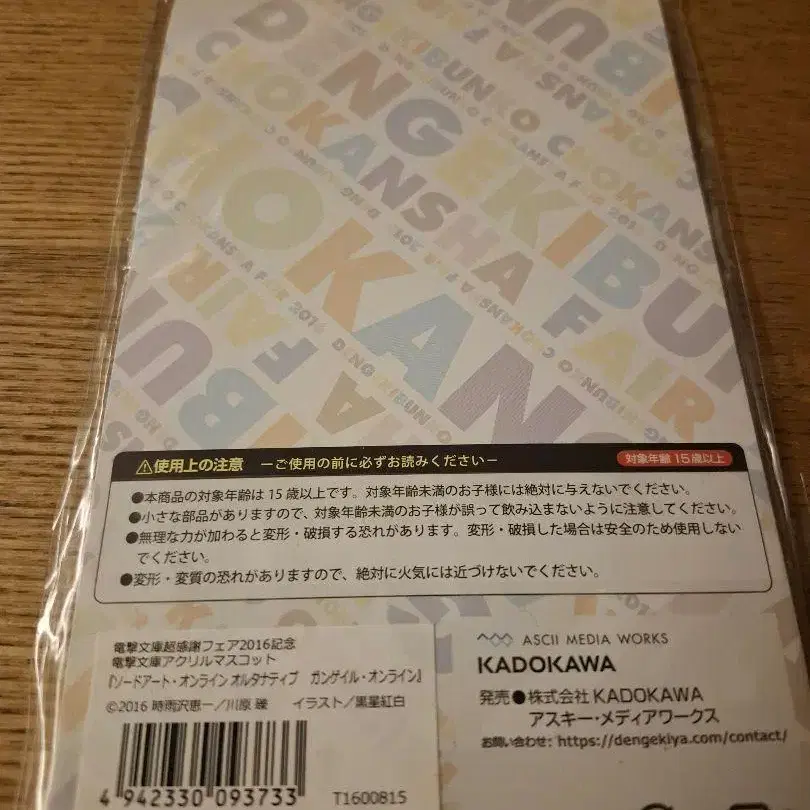 DENGEKIBUNKO
CHOKANSHA FAIR
DENGEKIBUN
CHOKANSHA FAIR
CHOKANS
⚠使用上の注意 －ご使用の前に必ずお読みください－ 対象年齢 15 歳以上
●本商品の対象年齢は 15 歳以上です。対象年齢未満のお子様には絶対に与えないでください。
●小さな部品がありますので、対象年齢未満のお子様が誤って飲み込まないように注意してください。
●無理な力が加わると変形・破損する恐れがあります。変形・破損した場合は安全のため使用しない
でください。
●変形・変質の恐れがありますので、絶対に火気には近づけないでください。
電撃文庫超感謝フェア2016記念
電撃文庫アクリルマスコット
『ソードアート・オンライン オルタナティブ ガンゲイル・オンライン』
©2016 時雨沢恵一／川原 礫 イラスト／黒星紅白
4 942330 093733 T1600815
ASCII MEDIA WORKS
KADOKAWA
発売●株式会社 KADOKAWA
アスキー・メディアワークス
お問い合わせ: https://dengekiya.com/contact/